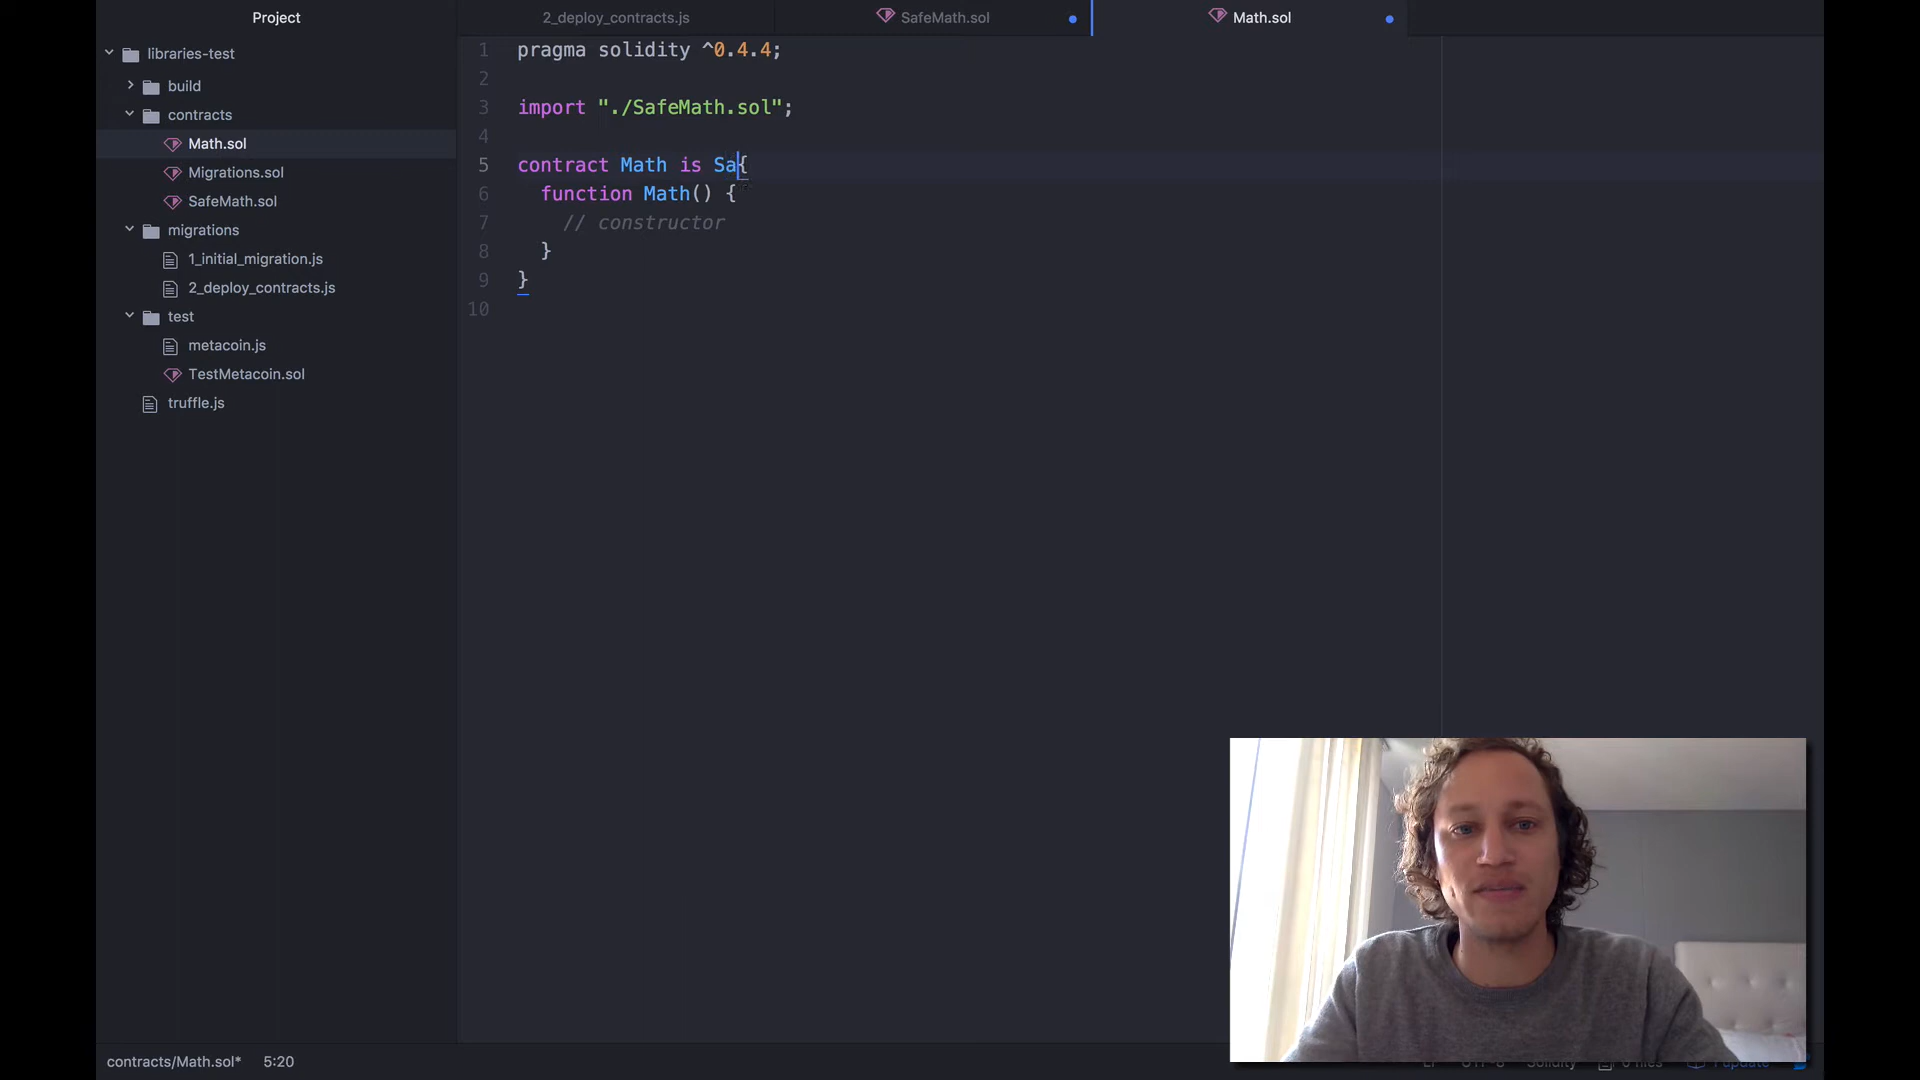 Project
libraries-test
build
contracts
Math.sol
Migrations.sol
SafeMath.sol
migrations
1_initial_migration.js
2_deploy_contracts.js
test
metacoin.js
TestMetacoin.sol
truffle.js
2_deploy_contracts.js
SafeMath.sol
Math.sol
1 pragma solidity ^0.4.4;
2
3 import "./SafeMath.sol";
4
5 contract Math is Sa{
6 function Math() {
7 // constructor
8 }
9 }
10
contracts/Math.sol* 5:20